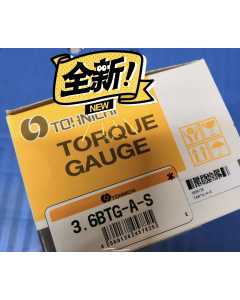 全新!
NEW
TOHNICHI
TORQUE
GAUGE
TOHNICHI
3.6BTG-A-S